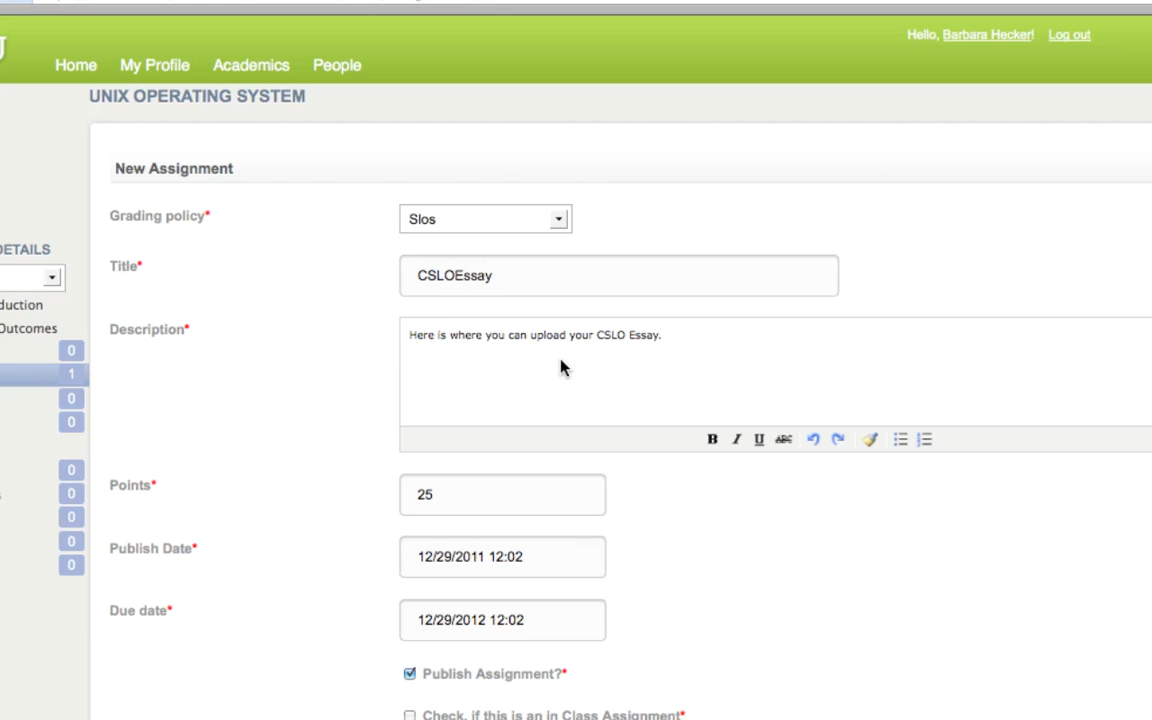 Hello, Barbara Hecker! Log out
Home My Profile Academics People
UNIX OPERATING SYSTEM
New Assignment
Grading policy* Slos
DETAILS
Title* CSLOEssay
duction
Outcomes
Description* Here is where you can upload your CSLO Essay.
0
1
0
0
B I U ABC
0
Points* 25
0
0
Publish Date* 12/29/2011 12:02
0
0
Due date* 12/29/2012 12:02
Publish Assignment?*
Check, if this is an in Class Assignment*